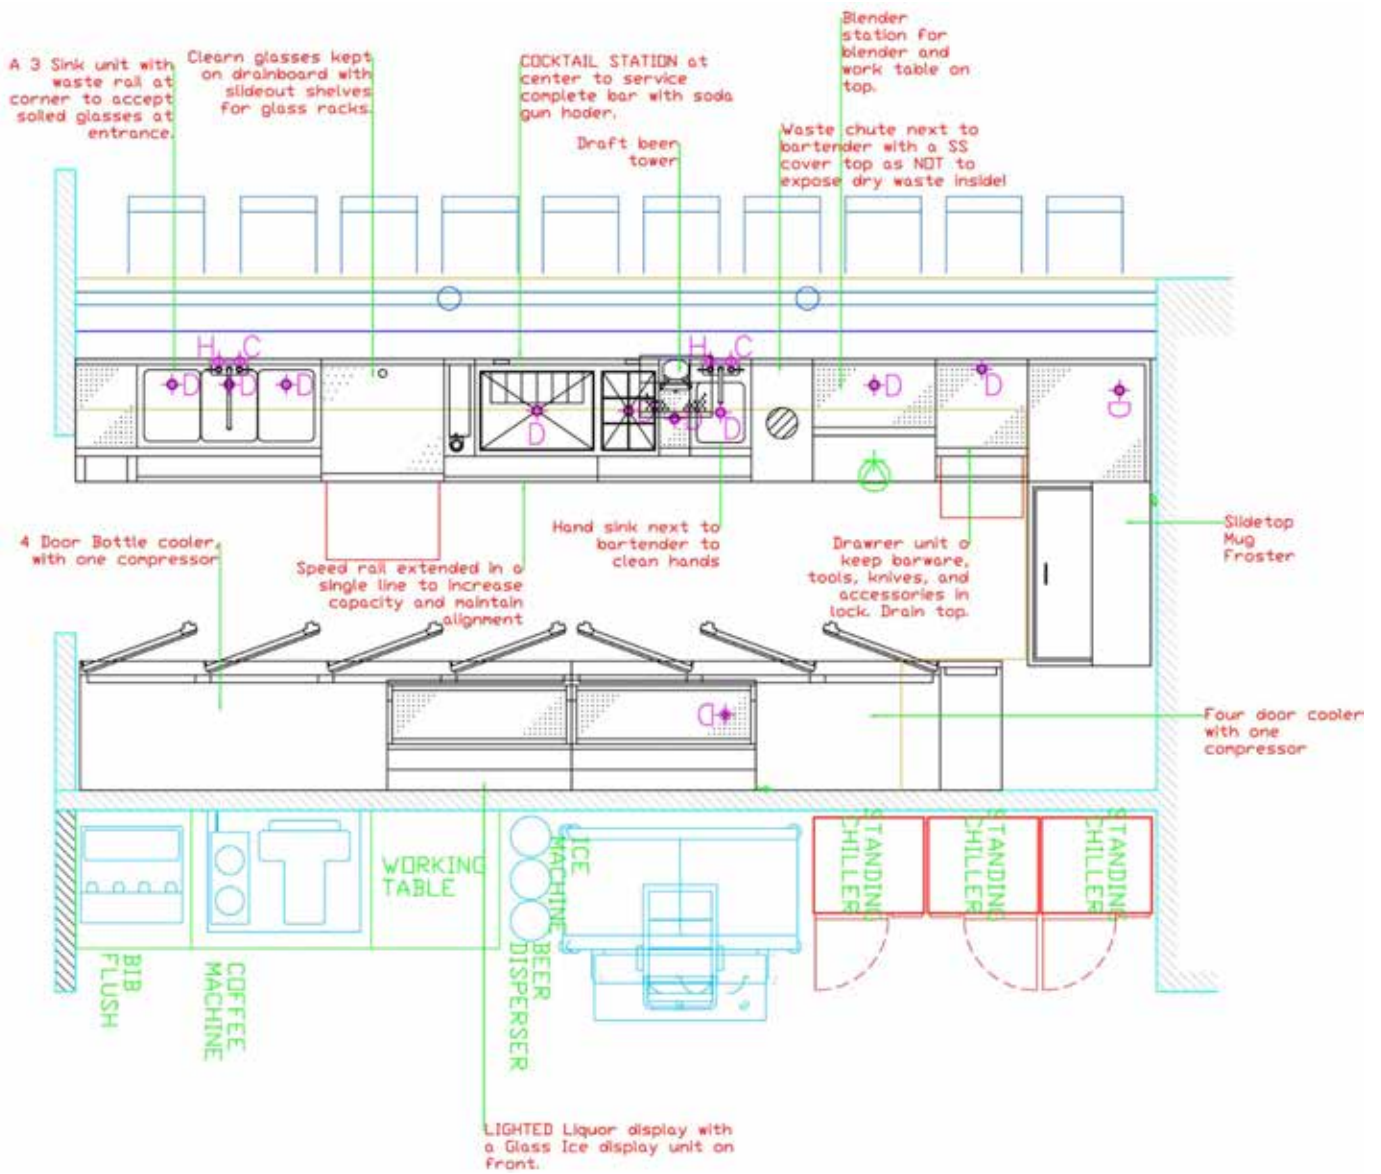 A 3 Sink unit with
waste rail at
corner to accept
soiled glasses at
entrance.
Clearn glasses kept
on drainboard with
slideout shelves
for glass racks.
COCKTAIL STATION at
center to service
complete bar with soda
gun hoder.
Draft beer
tower
Blender
station for
blender and
work table on
top.
Waste chute next to
bartender with a SS
cover top as NOT to
expose dry waste inside!
H C
H C
D D D
D
D
D
D
D
D
4 Door Bottle cooler
with one compressor
Speed rail extended in a
single line to increase
capacity and maintain
alignment
Hand sink next to
bartender to
clean hands
Drawrer unit o
keep barware,
tools, knives, and
accessories in
lock. Drain top.
Slidetop
Mug
Froster
D
Four door cooler
with one
compressor
BIB
FLUSH
COFFEE
MACHINE
WORKING
TABLE
BEER
DISPERSER
ICE
MACHINE
STANDING
CHILLER
STANDING
CHILLER
STANDING
CHILLER
LIGHTED Liquor display with
a Glass Ice display unit on
front.